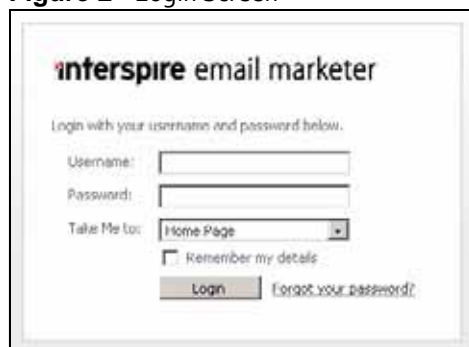 Figure 2 Login Screen
interspire email marketer
Login with your username and password below.
Username:
Password:
Take Me to: Home Page
Remember my details
Login Forgot your password?